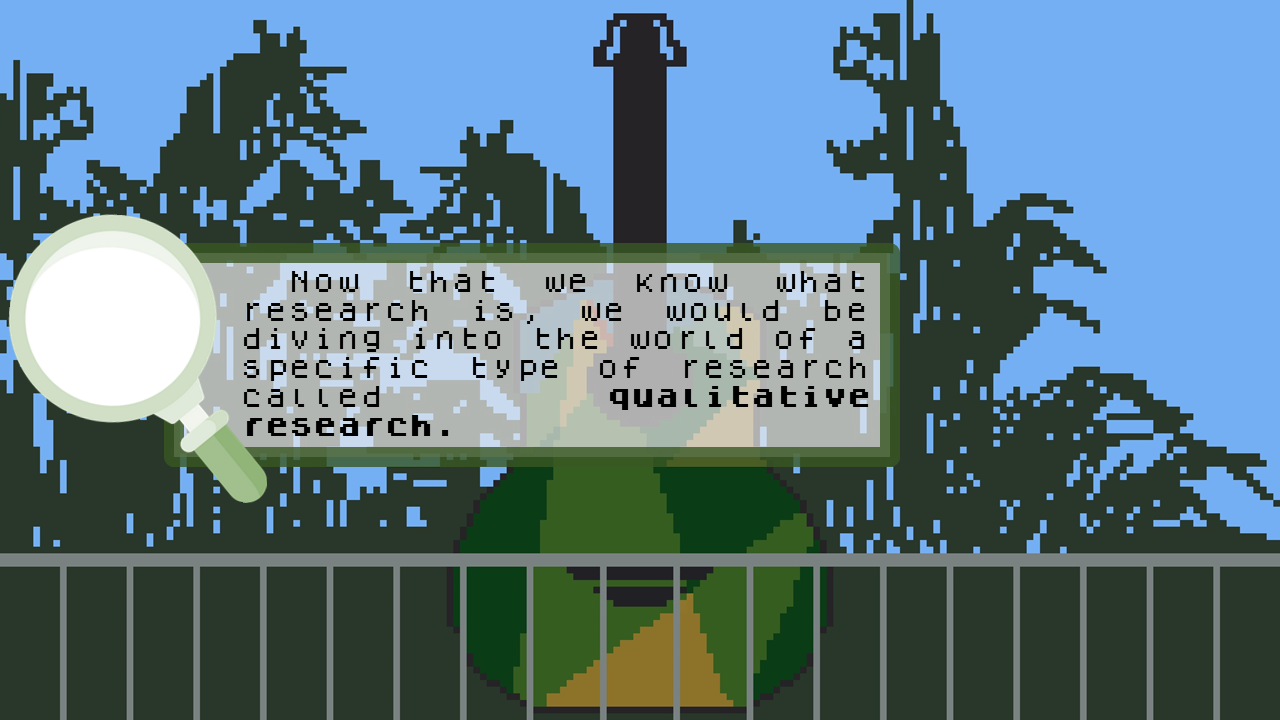 Now that we know what
research is, we would be
diving into the world of a
specific type of research
called qualitative
research.